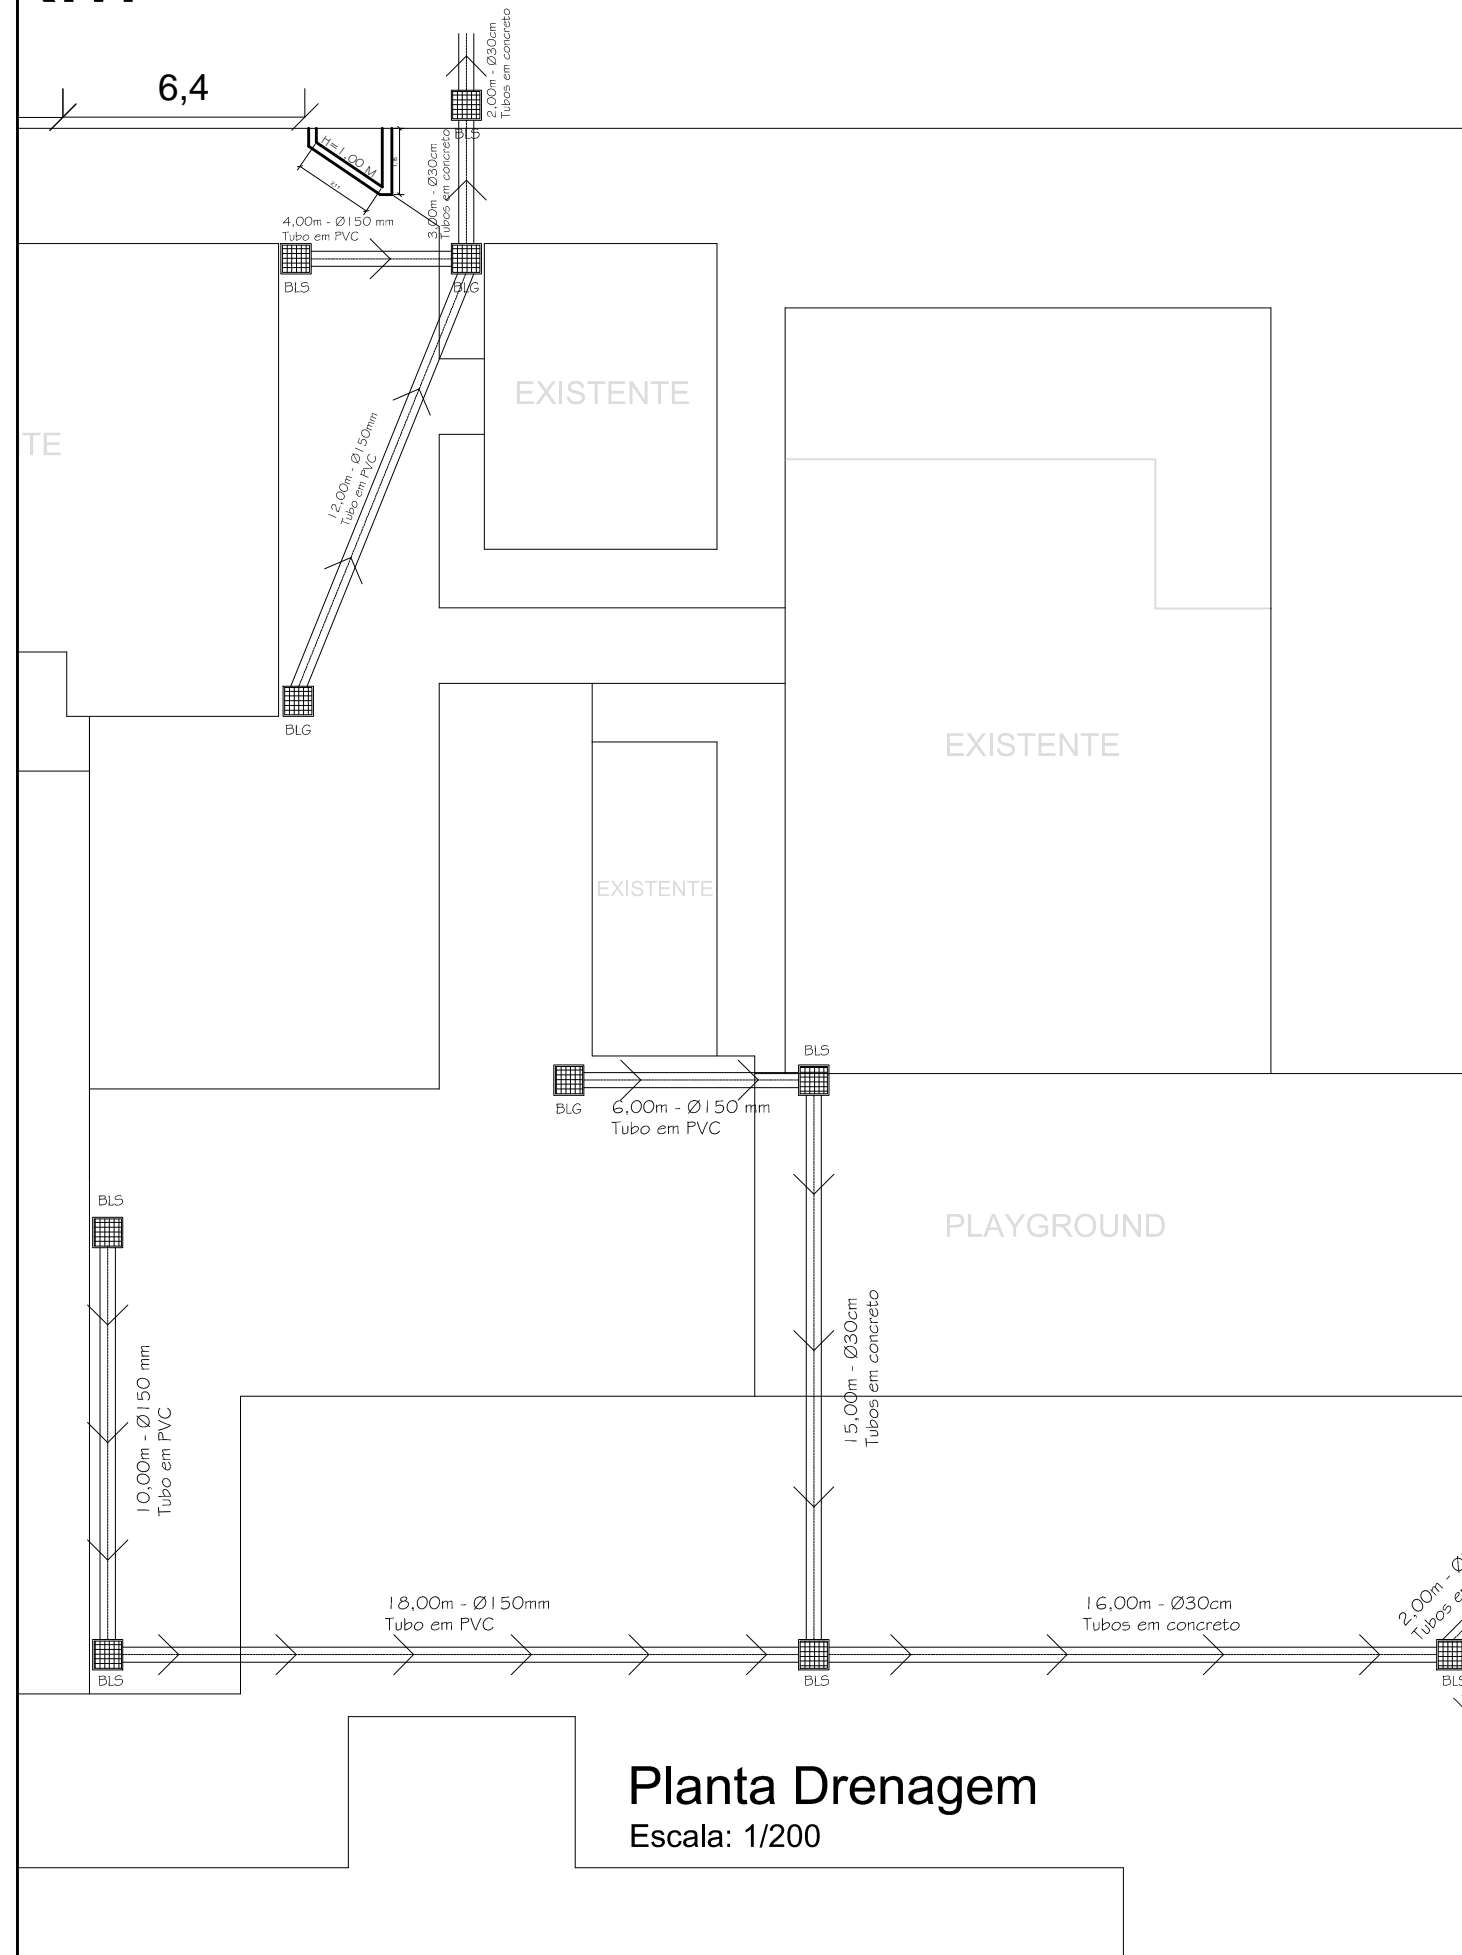 2,00m - Ø30cm
Tubos em concreto
6,4
BLS
H=1,00 M
3,00m - Ø30cm
Tubos em concreto
4,00m - Ø150 mm
Tubo em PVC
BLS
BLG
EXISTENTE
TE
12,00m - Ø150mm
Tubo em PVC
BLG
EXISTENTE
EXISTENTE
BLS
BLG
6,00m - Ø150 mm
Tubo em PVC
BLS
PLAYGROUND
15,00m - Ø30cm
Tubos em concreto
10,00m - Ø150 mm
Tubo em PVC
18,00m - Ø150mm
Tubo em PVC
16,00m - Ø30cm
Tubos em concreto
2,00m - Ø
Tubos e
BLS
BLS
BLS
Planta Drenagem
Escala: 1/200